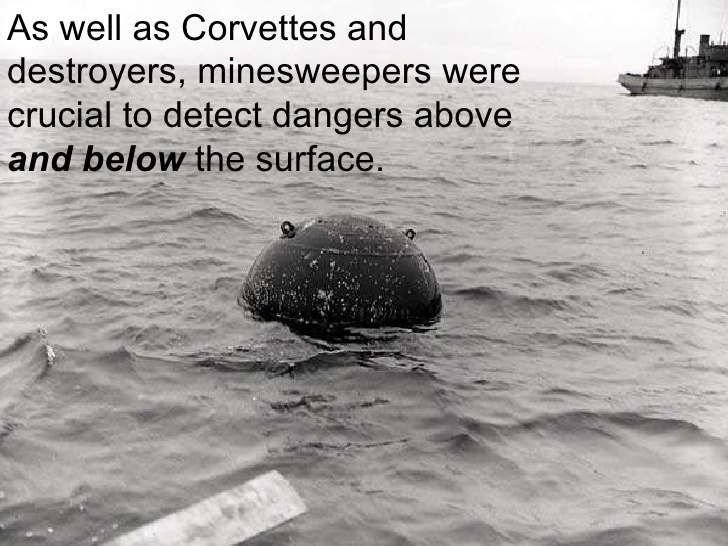 As well as Corvettes and
destroyers, minesweepers were
crucial to detect dangers above
and below the surface.